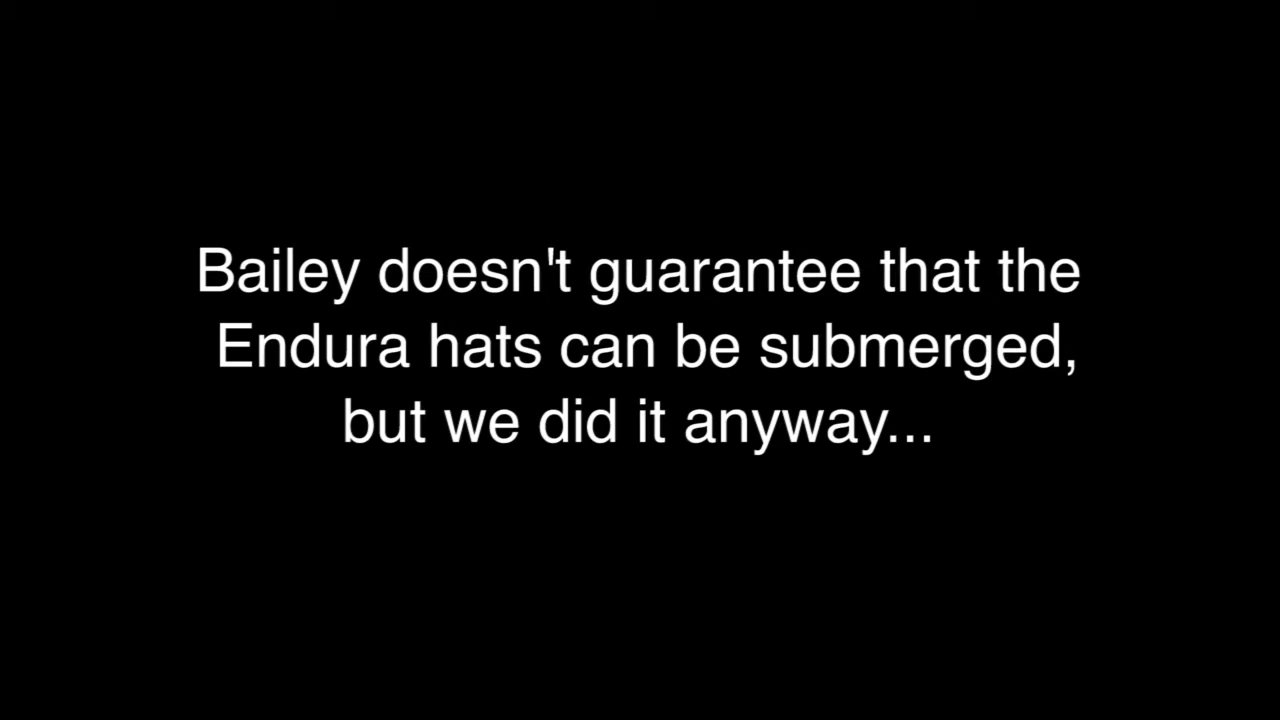 Bailey doesn't guarantee that the
Endura hats can be submerged,
but we did it anyway...